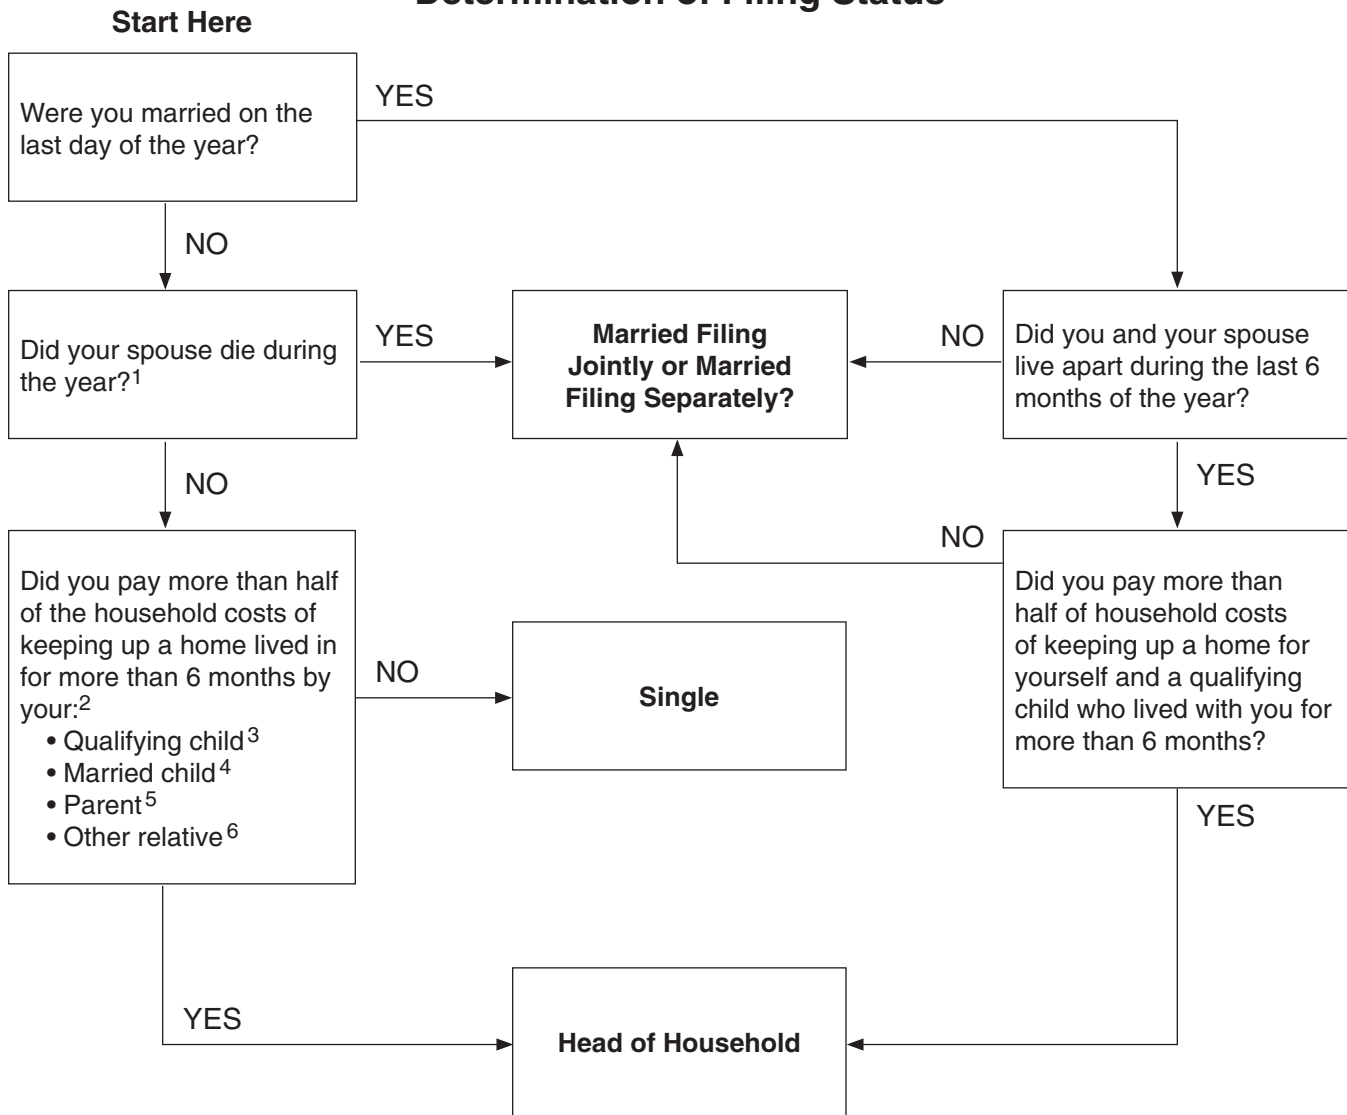 Determination of Filing Status
Start Here
Were you married on the
last day of the year?
YES
NO
Did your spouse die during
the year?1
YES
Married Filing
Jointly or Married
Filing Separately?
NO
Did you and your spouse
live apart during the last 6
months of the year?
NO
YES
Did you pay more than half
of the household costs of
keeping up a home lived in
for more than 6 months by
your:2
• Qualifying child3
• Married child4
• Parent5
• Other relative6
NO
Single
NO
Did you pay more than
half of household costs
of keeping up a home for
yourself and a qualifying
child who lived with you for
more than 6 months?
YES
YES
Head of Household